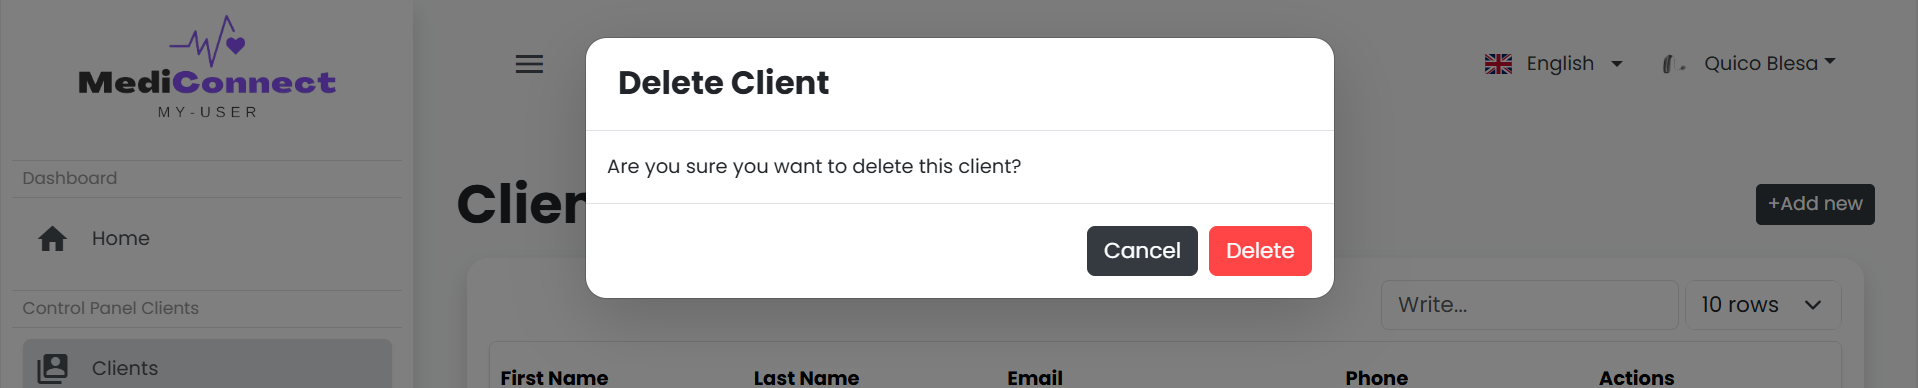 MediConnect
MY-USER
Dashboard
Home
Control Panel Clients
Clients
English
Quico Blesa
Delete Client
Are you sure you want to delete this client?
Cancel
Delete
Clien
+Add new
Write...
10 rows
First Name
Last Name
Email
Phone
Actions